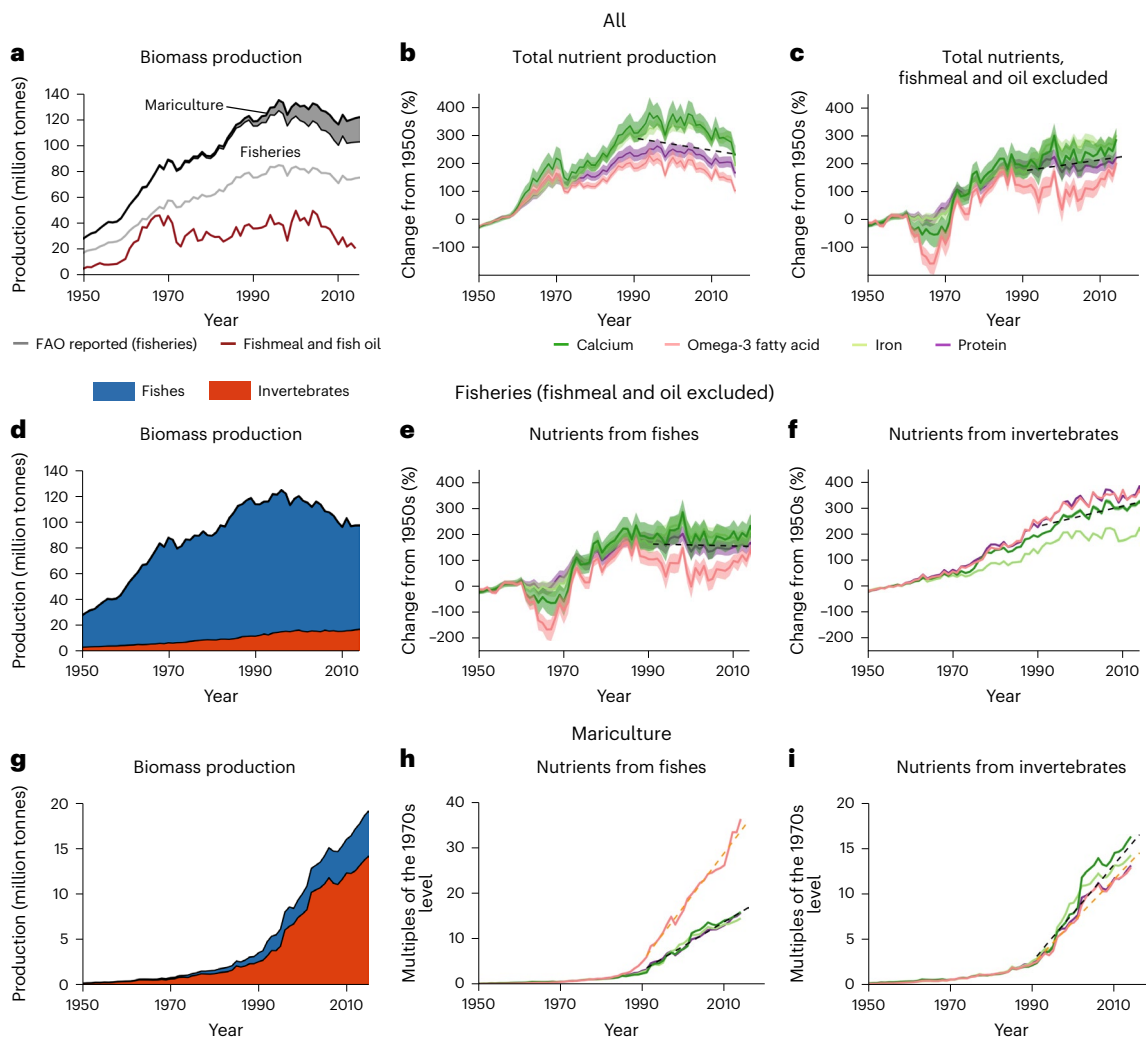 All
a
Biomass production
Production (million tonnes)
140
120
100
80
60
40
20
0
Mariculture
Fisheries
1950
1970
1990
2010
Year
b
Total nutrient production
Change from 1950s (%)
400
300
200
100
0
–100
1950
1970
1990
2010
Year
c
Total nutrients,
fishmeal and oil excluded
Change from 1950s (%)
400
300
200
100
0
–100
1950
1970
1990
2010
Year
FAO reported (fisheries)
Fishmeal and fish oil
Calcium
Omega-3 fatty acid
Iron
Protein
Fishes
Invertebrates
Fisheries (fishmeal and oil excluded)
d
Biomass production
Production (million tonnes)
140
120
100
80
60
40
20
0
1950
1970
1990
2010
Year
e
Nutrients from fishes
Change from 1950s (%)
400
300
200
100
0
–100
–200
1950
1970
1990
2010
Year
f
Nutrients from invertebrates
Change from 1950s (%)
400
300
200
100
0
–100
–200
1950
1970
1990
2010
Year
Mariculture
g
Biomass production
Production (million tonnes)
20
15
10
5
0
1950
1970
1990
2010
Year
h
Nutrients from fishes
Multiples of the 1970s
level
40
30
20
10
0
1950
1970
1990
2010
Year
i
Nutrients from invertebrates
Multiples of the 1970s
level
20
15
10
5
0
1950
1970
1990
2010
Year